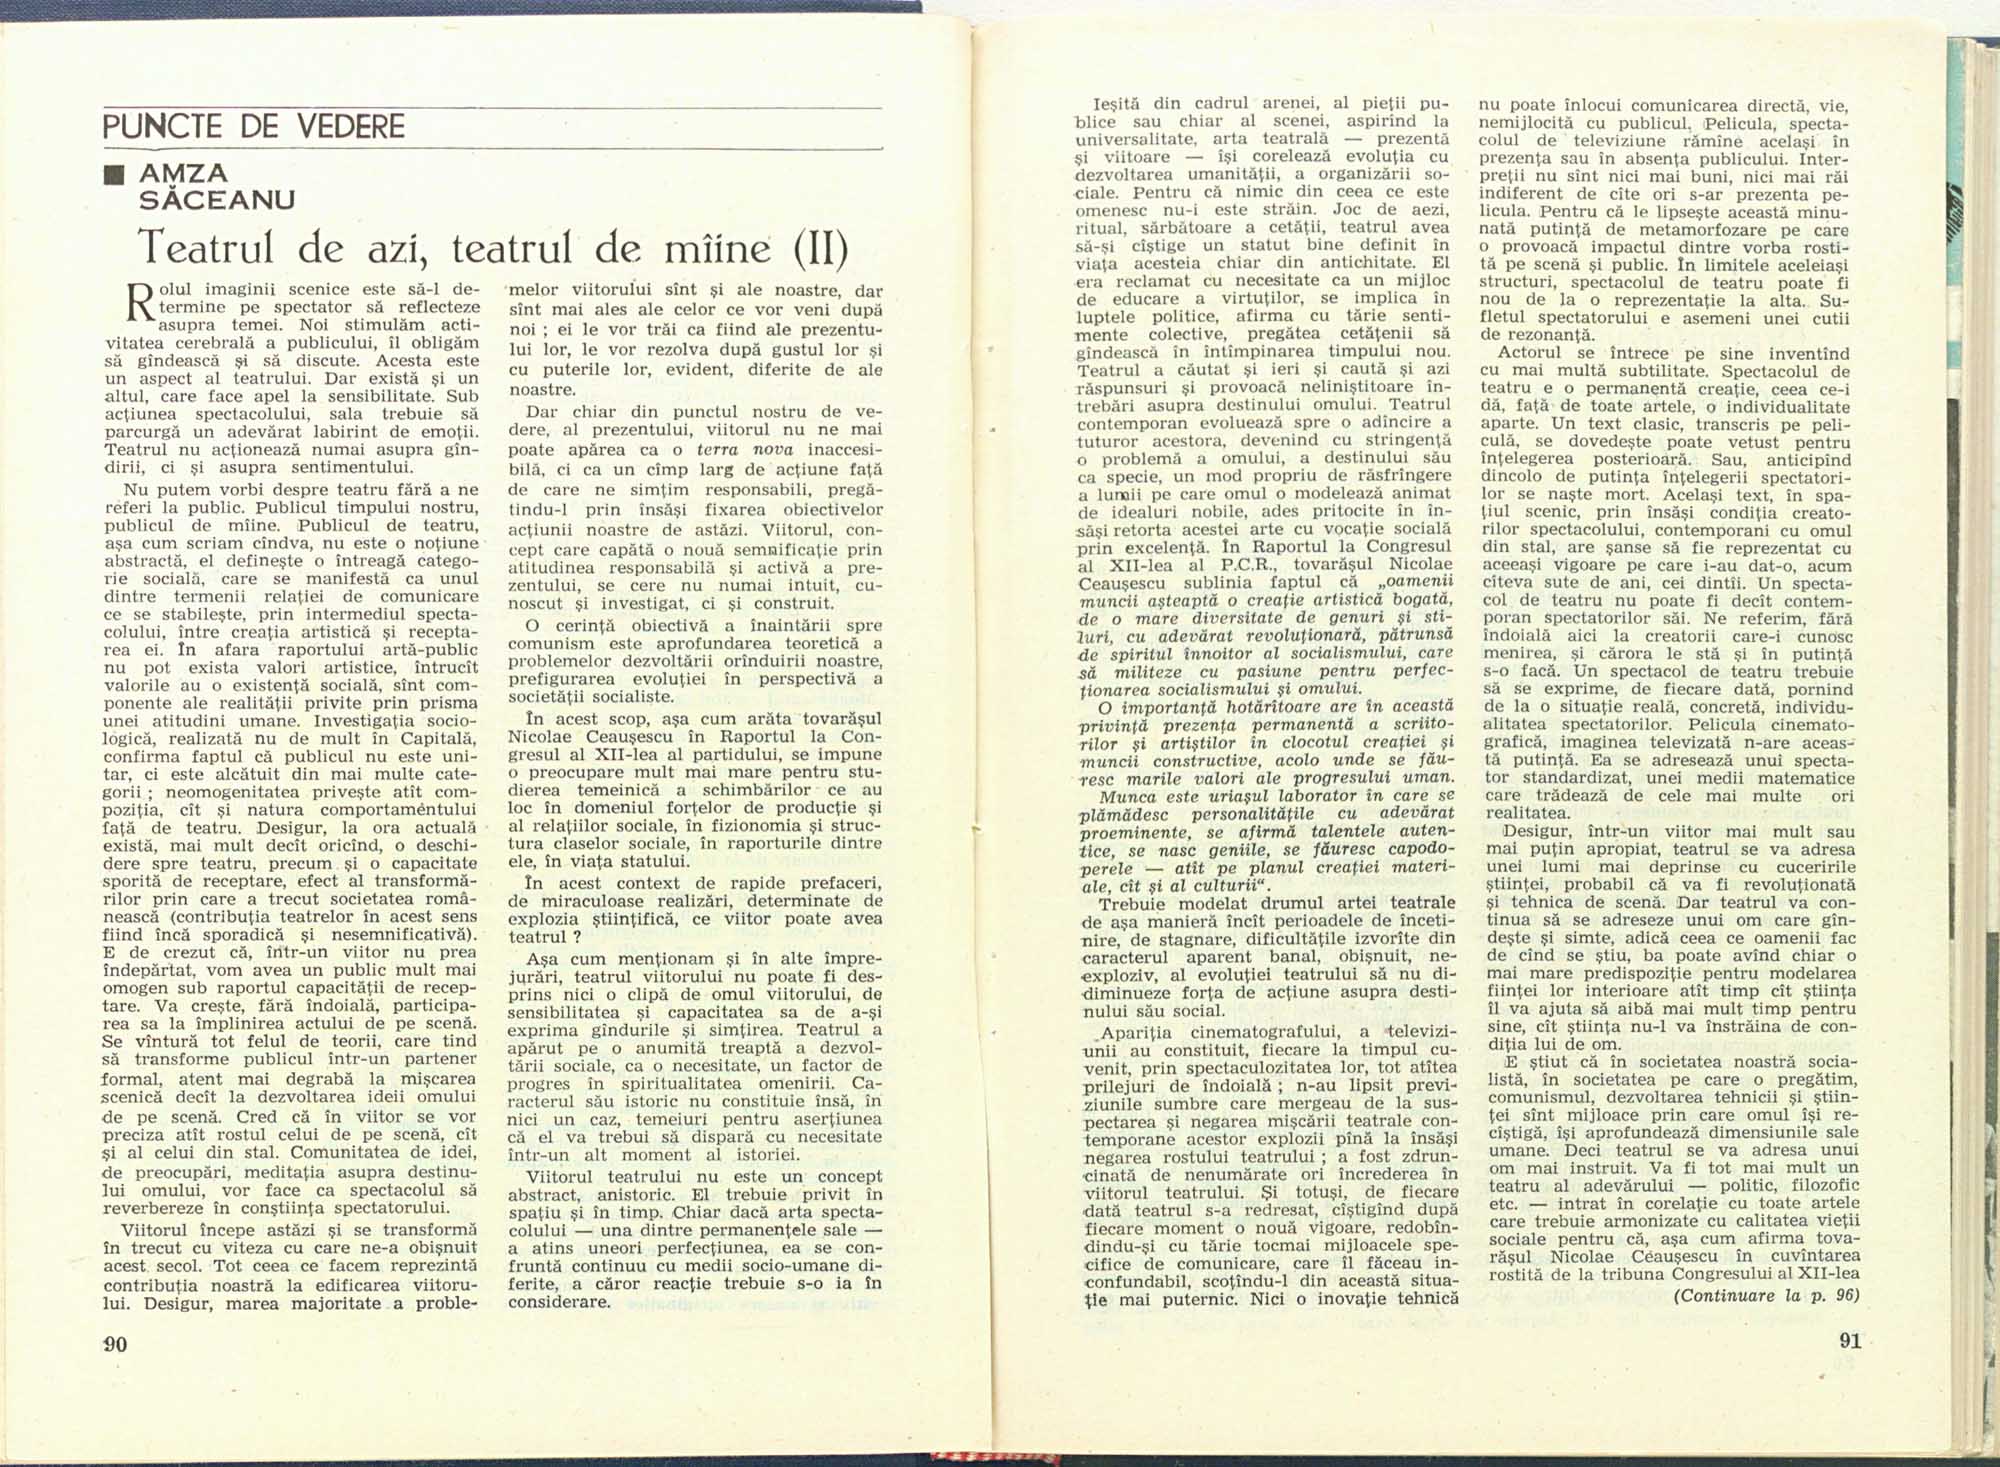 PUNCTE DE VEDERE
AMZA
SĂCEANU
Teatrul de azi, teatrul de mîine (II)
Rolul imaginii scenice este să-l de-
termine pe spectator să reflecteze
asupra temei. Noi stimulăm acti-
vitatea cerebrală a publicului, îl obligăm
să gîndească și să discute. Acesta este
un aspect al teatrului. Dar există și un
altul, care face apel la sensibilitate. Sub
acțiunea spectacolului, sala trebuie să
parcurgă un adevărat labirint de emoții.
Teatrul nu acționează numai asupra gîn-
dirii, ci și asupra sentimentului.
Nu putem vorbi despre teatru fără a ne
referi la public. Publicul timpului nostru,
publicul de mîine. Publicul de teatru,
așa cum scriam cîndva, nu este o noțiune
abstractă, el definește o întreagă catego-
rie socială, care se manifestă ca unul
dintre termenii relației de comunicare
ce se stabilește, prin intermediul specta-
colului, între creația artistică și recepta-
rea ei. În afara raportului artă-public
nu pot exista valori artistice, întrucît
valorile au o existență socială, sînt com-
ponente ale realității privite prin prisma
unei atitudini umane. Investigația socio-
logică, realizată nu de mult în Capitală,
confirma faptul că publicul nu este uni-
tar, ci este alcătuit din mai multe cate-
gorii ; neomogenitatea privește atît com-
poziția, cît și natura comportamentului
față de teatru. Desigur, la ora actuală
există, mai mult decît oricînd, o deschi-
dere spre teatru, precum și o capacitate
sporită de receptare, efect al transformă-
rilor prin care a trecut societatea româ-
nească (contribuția teatrelor în acest sens
fiind încă sporadică și nesemnificativă).
E de crezut că, într-un viitor nu prea
îndepărtat, vom avea un public mult mai
omogen sub raportul capacității de recep-
tare. Va crește, fără îndoială, participa-
rea sa la împlinirea actului de pe scenă.
Se vîntură tot felul de teorii, care tind
să transforme publicul într-un partener
formal, atent mai degrabă la mișcarea
scenică decît la dezvoltarea ideii omului
de pe scenă. Cred că în viitor se vor
preciza atît rostul celui de pe scenă, cît
și al celui din stal. Comunitatea de idei,
de preocupări, meditația asupra destinu-
lui omului, vor face ca spectacolul să
reverbereze în conștiința spectatorului.
Viitorul începe astăzi și se transformă
în trecut cu viteza cu care ne-a obișnuit
acest secol. Tot ceea ce facem reprezintă
contribuția noastră la edificarea viitoru-
lui. Desigur, marea majoritate a proble-
melor viitorului sînt și ale noastre, dar
sînt mai ales ale celor ce vor veni după
noi ; ei le vor trăi ca fiind ale prezentu-
lui lor, le vor rezolva după gustul lor și
cu puterile lor, evident, diferite de ale
noastre.
Dar chiar din punctul nostru de ve-
dere, al prezentului, viitorul nu ne mai
poate apărea ca o terra nova inaccesi-
bilă, ci ca un cîmp larg de acțiune față
de care ne simțim responsabili, pregă-
tindu-l prin însăși fixarea obiectivelor
acțiunii noastre de astăzi. Viitorul, con-
cept care capătă o nouă semnificație prin
atitudinea responsabilă și activă a pre-
zentului, se cere nu numai intuit, cu-
noscut și investigat, ci și construit.
O cerință obiectivă a înaintării spre
comunism este aprofundarea teoretică a
problemelor dezvoltării orînduirii noastre,
prefigurarea evoluției în perspectivă a
societății socialiste.
În acest scop, așa cum arăta tovarășul
Nicolae Ceaușescu în Raportul la Con-
gresul al XII-lea al partidului, se impune
o preocupare mult mai mare pentru stu-
dierea temeinică a schimbărilor ce au
loc în domeniul forțelor de producție și
al relațiilor sociale, în fizionomia și struc-
tura claselor sociale, în raporturile dintre
ele, în viața statului.
În acest context de rapide prefaceri,
de miraculoase realizări, determinate de
explozia științifică, ce viitor poate avea
teatrul ?
Așa cum menționam și în alte împre-
jurări, teatrul viitorului nu poate fi des-
prins nici o clipă de omul viitorului, de
sensibilitatea și capacitatea sa de a-și
exprima gîndurile și simțirea. Teatrul a
apărut pe o anumită treaptă a dezvol-
tării sociale, ca o necesitate, un factor de
progres în spiritualitatea omenirii. Ca-
racterul său istoric nu constituie însă, în
nici un caz, temeiuri pentru aserțiunea
că el va trebui să dispară cu necesitate
într-un alt moment al istoriei.
Viitorul teatrului nu este un concept
abstract, anistoric. El trebuie privit în
spațiu și în timp. Chiar dacă arta specta-
colului — una dintre permanențele sale —
a atins uneori perfecțiunea, ea se con-
fruntă continuu cu medii socio-umane di-
ferite, a căror reacție trebuie s-o ia în
considerare.
90
Ieșită din cadrul arenei, al pieții pu-
blice sau chiar al scenei, aspirînd la
universalitate, arta teatrală — prezentă
și viitoare — își corelează evoluția cu
dezvoltarea umanității, a organizării so-
ciale. Pentru că nimic din ceea ce este
omenesc nu-i este străin. Joc de aezi,
ritual, sărbătoare a cetății, teatrul avea
să-și cîștige un statut bine definit în
viața acesteia chiar din antichitate. El
era reclamat cu necesitate ca un mijloc
de educare a virtuților, se implica în
luptele politice, afirma cu tărie senti-
mente colective, pregătea cetățenii să
gîndească în întîmpinarea timpului nou.
Teatrul a căutat și ieri și caută și azi
răspunsuri și provoacă neliniștitoare în-
trebări asupra destinului omului. Teatrul
contemporan evoluează spre o adîncire a
tuturor acestora, devenind cu stringență
o problemă a omului, a destinului său
ca specie, un mod propriu de răsfrîngere
a lumii pe care omul o modelează animat
de idealuri nobile, ades pritocite în în-
săși retorta acestei arte cu vocație socială
prin excelență. În Raportul la Congresul
al XII-lea al P.C.R., tovarășul Nicolae
Ceaușescu sublinia faptul că „oamenii
muncii așteaptă o creație artistică bogată,
de o mare diversitate de genuri și sti-
luri, cu adevărat revoluționară, pătrunsă
de spiritul înnoitor al socialismului, care
să militeze cu pasiune pentru perfec-
ționarea socialismului și omului.
O importanță hotărîtoare are în această
privință prezența permanentă a scriito-
rilor și artiștilor în clocotul creației și
muncii constructive, acolo unde se fău-
resc marile valori ale progresului uman.
Munca este uriașul laborator în care se
plămădesc personalitățile cu adevărat
proeminente, se afirmă talentele auten-
tice, se nasc geniile, se făuresc capodo-
perele — atît pe planul creației materi-
ale, cît și al culturii“.
Trebuie modelat drumul artei teatrale
de așa manieră încît perioadele de înceti-
nire, de stagnare, dificultățile izvorîte din
caracterul aparent banal, obișnuit, ne-
exploziv, al evoluției teatrului să nu di-
diminueze forța de acțiune asupra desti-
nului său social.
Apariția cinematografului, a televizi-
unii au constituit, fiecare la timpul cu-
venit, prin spectaculozitatea lor, tot atîtea
prilejuri de îndoială ; n-au lipsit previ-
ziunile sumbre care mergeau de la sus-
pectarea și negarea mișcării teatrale con-
temporane acestor explozii pînă la însăși
negarea rostului teatrului ; a fost zdrun-
cinată de nenumărate ori încrederea în
viitorul teatrului. Și totuși, de fiecare
dată teatrul s-a redresat, cîștigînd după
fiecare moment o nouă vigoare, redobîn-
dindu-și cu tărie tocmai mijloacele spe-
cifice de comunicare, care îl făceau in-
confundabil, scoțîndu-l din această situa-
ție mai puternic. Nici o inovație tehnică
nu poate înlocui comunicarea directă, vie,
nemijlocită cu publicul. Pelicula, specta-
colul de televiziune rămîne același în
prezența sau în absența publicului. Inter-
preții nu sînt nici mai buni, nici mai răi
indiferent de cîte ori s-ar prezenta pe-
licula. Pentru că le lipsește această minu-
nată putință de metamorfozare pe care
o provoacă impactul dintre vorba rosti-
tă pe scenă și public. În limitele aceleiași
structuri, spectacolul de teatru poate fi
nou de la o reprezentație la alta. Su-
fletul spectatorului e asemeni unei cutii
de rezonanță.
Actorul se întrece pe sine inventînd
cu mai multă subtilitate. Spectacolul de
teatru e o permanentă creație, ceea ce-i
dă, față de toate artele, o individualitate
aparte. Un text clasic, transcris pe peli-
culă, se dovedește poate vetust pentru
înțelegerea posterioară. Sau, anticipînd
dincolo de putința înțelegerii spectatori-
lor se naște mort. Același text, în spa-
țiul scenic, prin însăși condiția creato-
rilor spectacolului, contemporani cu omul
din stal, are șanse să fie reprezentat cu
aceeași vigoare pe care i-au dat-o, acum
cîteva sute de ani, cei dintîi. Un specta-
col de teatru nu poate fi decît contem-
poran spectatorilor săi. Ne referim, fără
îndoială aici la creatorii care-i cunosc
menirea, și cărora le stă și în putință
s-o facă. Un spectacol de teatru trebuie
să se exprime, de fiecare dată, pornind
de la o situație reală, concretă, individu-
alitatea spectatorilor. Pelicula cinemato-
grafică, imaginea televizată n-are aceas-
tă putință. Ea se adresează unui specta-
tor standardizat, unei medii matematice
care trădează de cele mai multe ori
realitatea.
Desigur, într-un viitor mai mult sau
mai puțin apropiat, teatrul se va adresa
unei lumi mai deprinse cu cuceririle
științei, probabil că va fi revoluționată
și tehnica de scenă. Dar teatrul va con-
tinua să se adreseze unui om care gîn-
dește și simte, adică ceea ce oamenii fac
de cînd se știu, ba poate avînd chiar o
mai mare predispoziție pentru modelarea
ființei lor interioare atît timp cît știința
îl va ajuta să aibă mai mult timp pentru
sine, cît știința nu-l va înstrăina de con-
diția lui de om.
E știut că în societatea noastră socia-
listă, în societatea pe care o pregătim,
comunismul, dezvoltarea tehnicii și știin-
ței sînt mijloace prin care omul își re-
cîștigă, își aprofundează dimensiunile sale
umane. Deci teatrul se va adresa unui
om mai instruit. Va fi tot mai mult un
teatru al adevărului — politic, filozofic
etc. — intrat în corelație cu toate artele
care trebuie armonizate cu calitatea vieții
sociale pentru că, așa cum afirma tova-
rășul Nicolae Ceaușescu în cuvîntarea
rostită de la tribuna Congresului al XII-lea
(Continuare la p. 96)
91